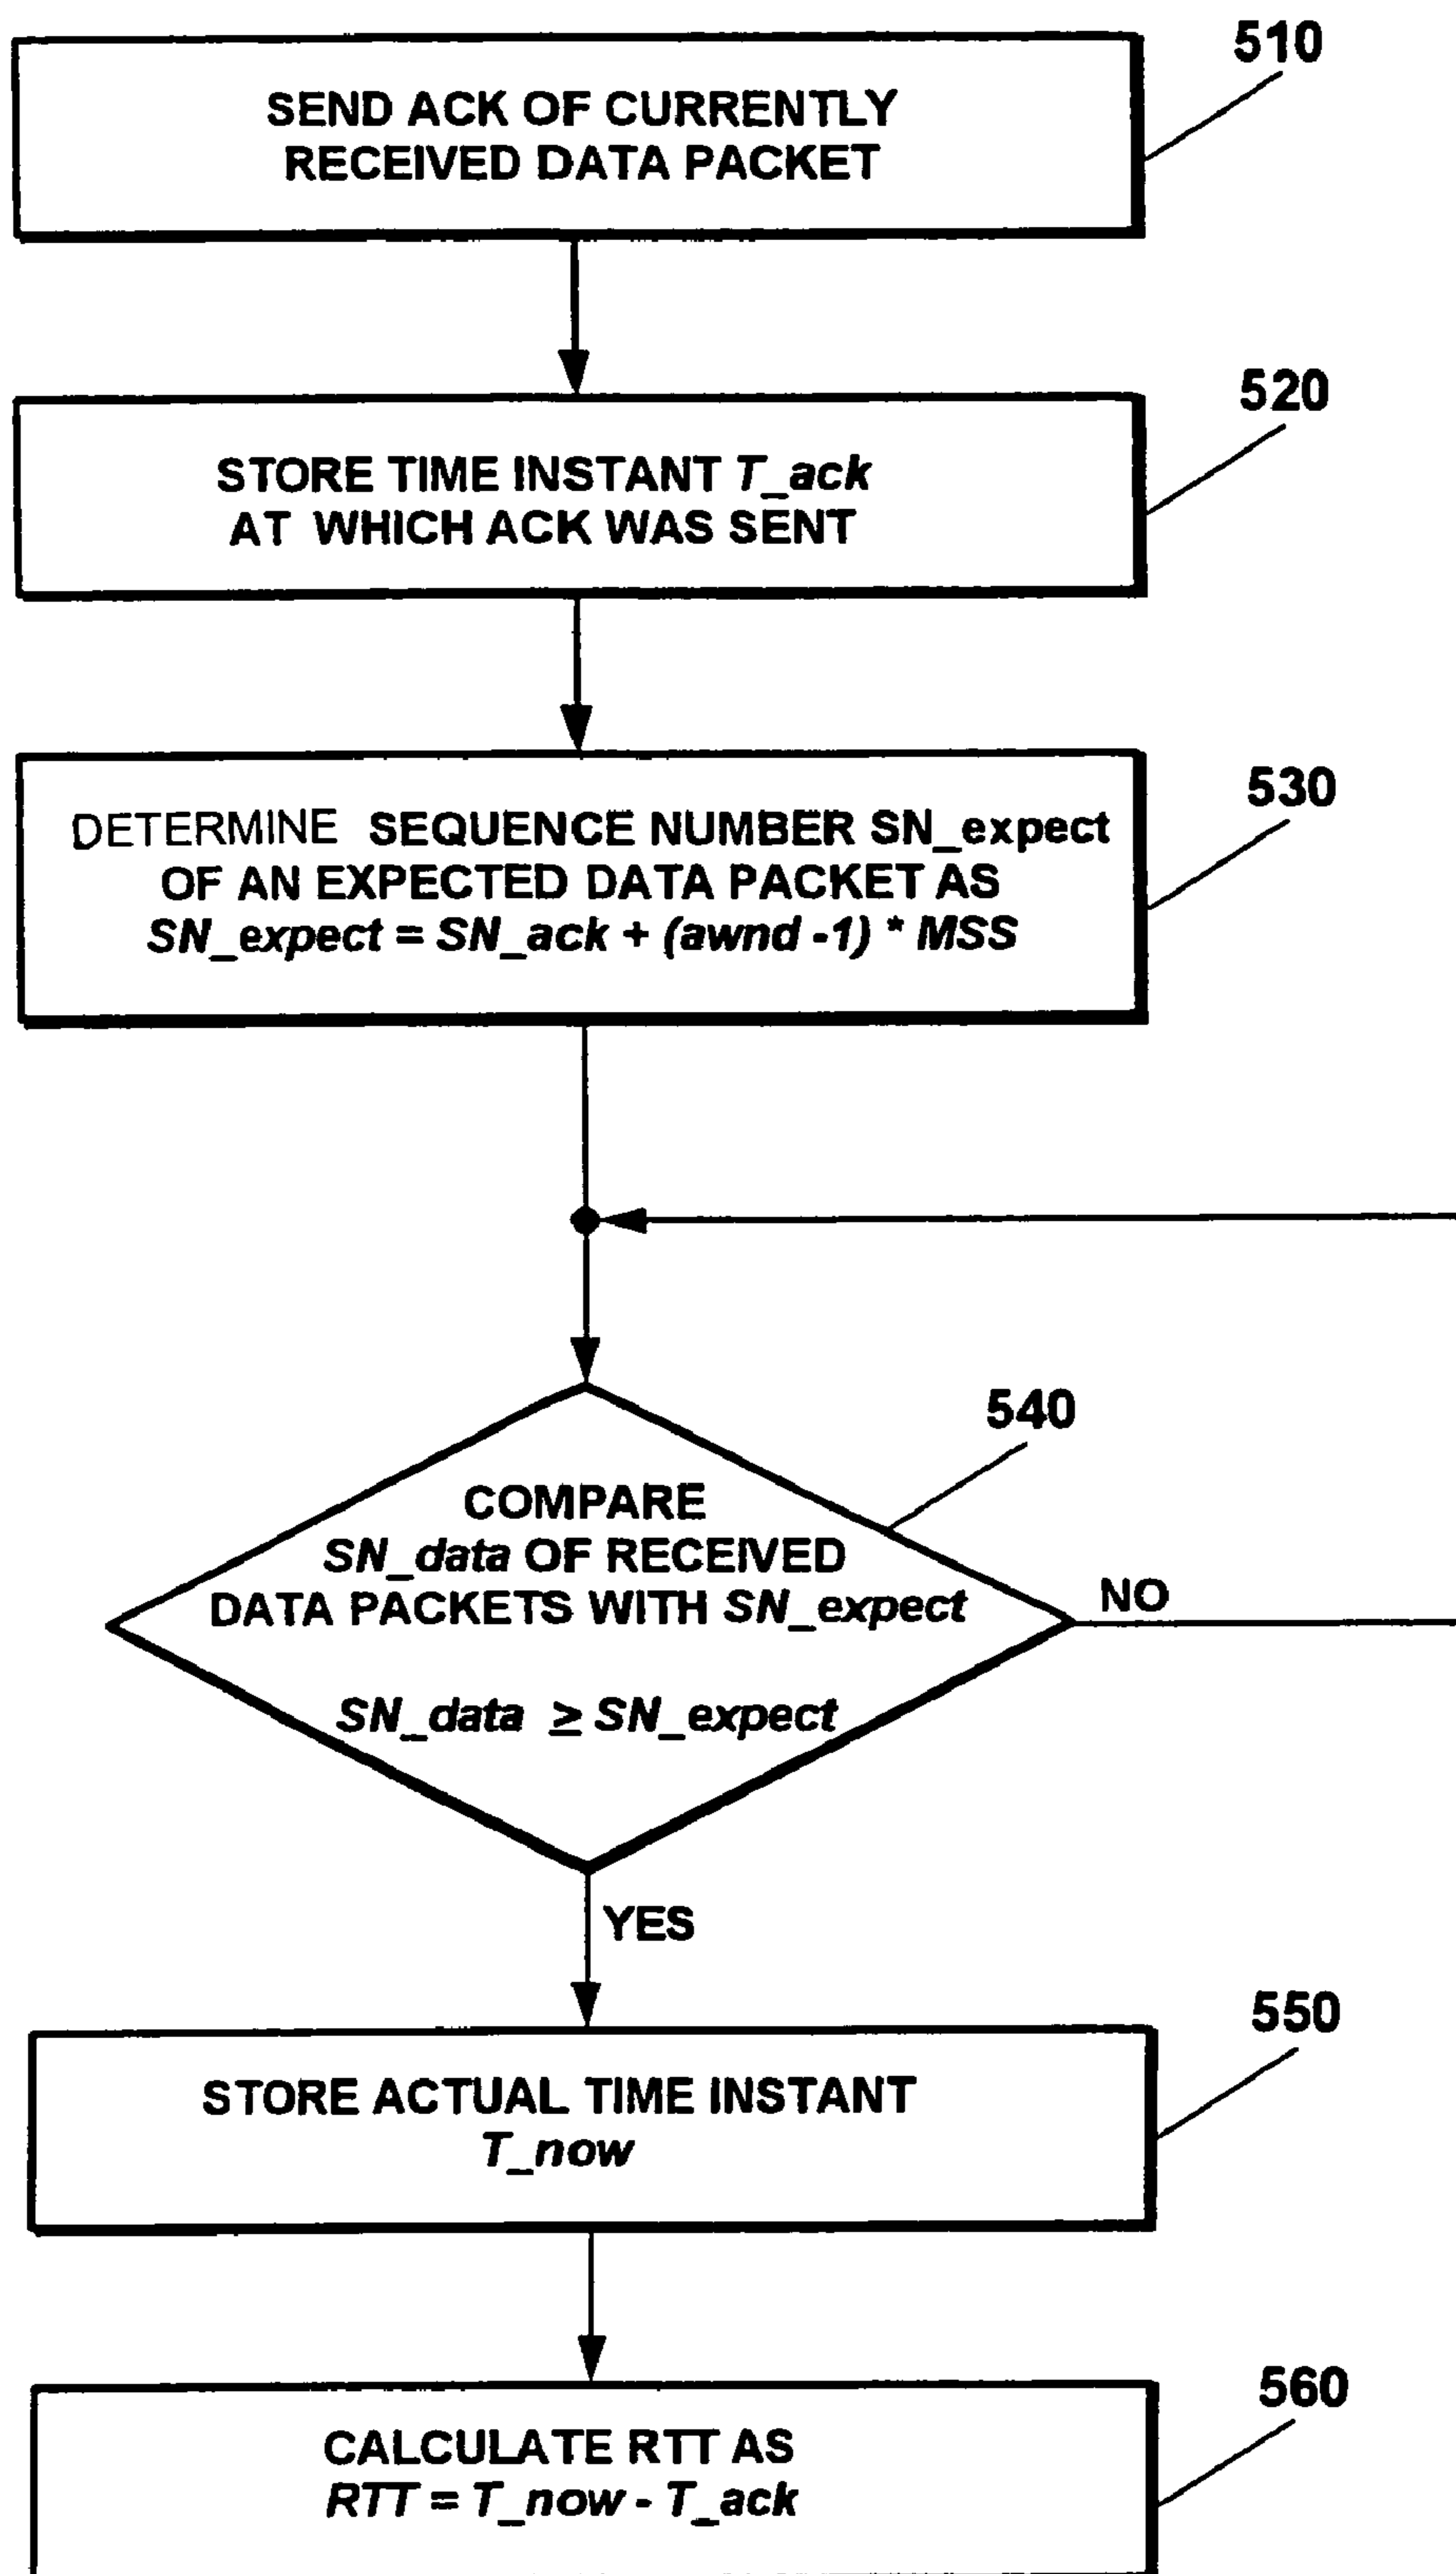 510
SEND ACK OF CURRENTLY
RECEIVED DATA PACKET
520
STORE TIME INSTANT T_ack
AT WHICH ACK WAS SENT
530
DETERMINE SEQUENCE NUMBER SN_expect
OF AN EXPECTED DATA PACKET AS
SN_expect = SN_ack + (awnd -1) * MSS
540
COMPARE
SN_data OF RECEIVED
DATA PACKETS WITH SN_expect
NO
SN_data ≥ SN_expect
YES
550
STORE ACTUAL TIME INSTANT
T_now
560
CALCULATE RTT AS
RTT = T_now - T_ack